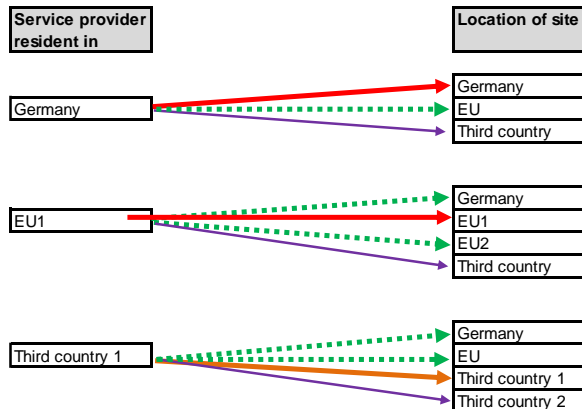 Service provider
resident in
Location of site
Germany
Germany
EU
Third country
EU1
Germany
EU1
EU2
Third country
Third country 1
Germany
EU
Third country 1
Third country 2